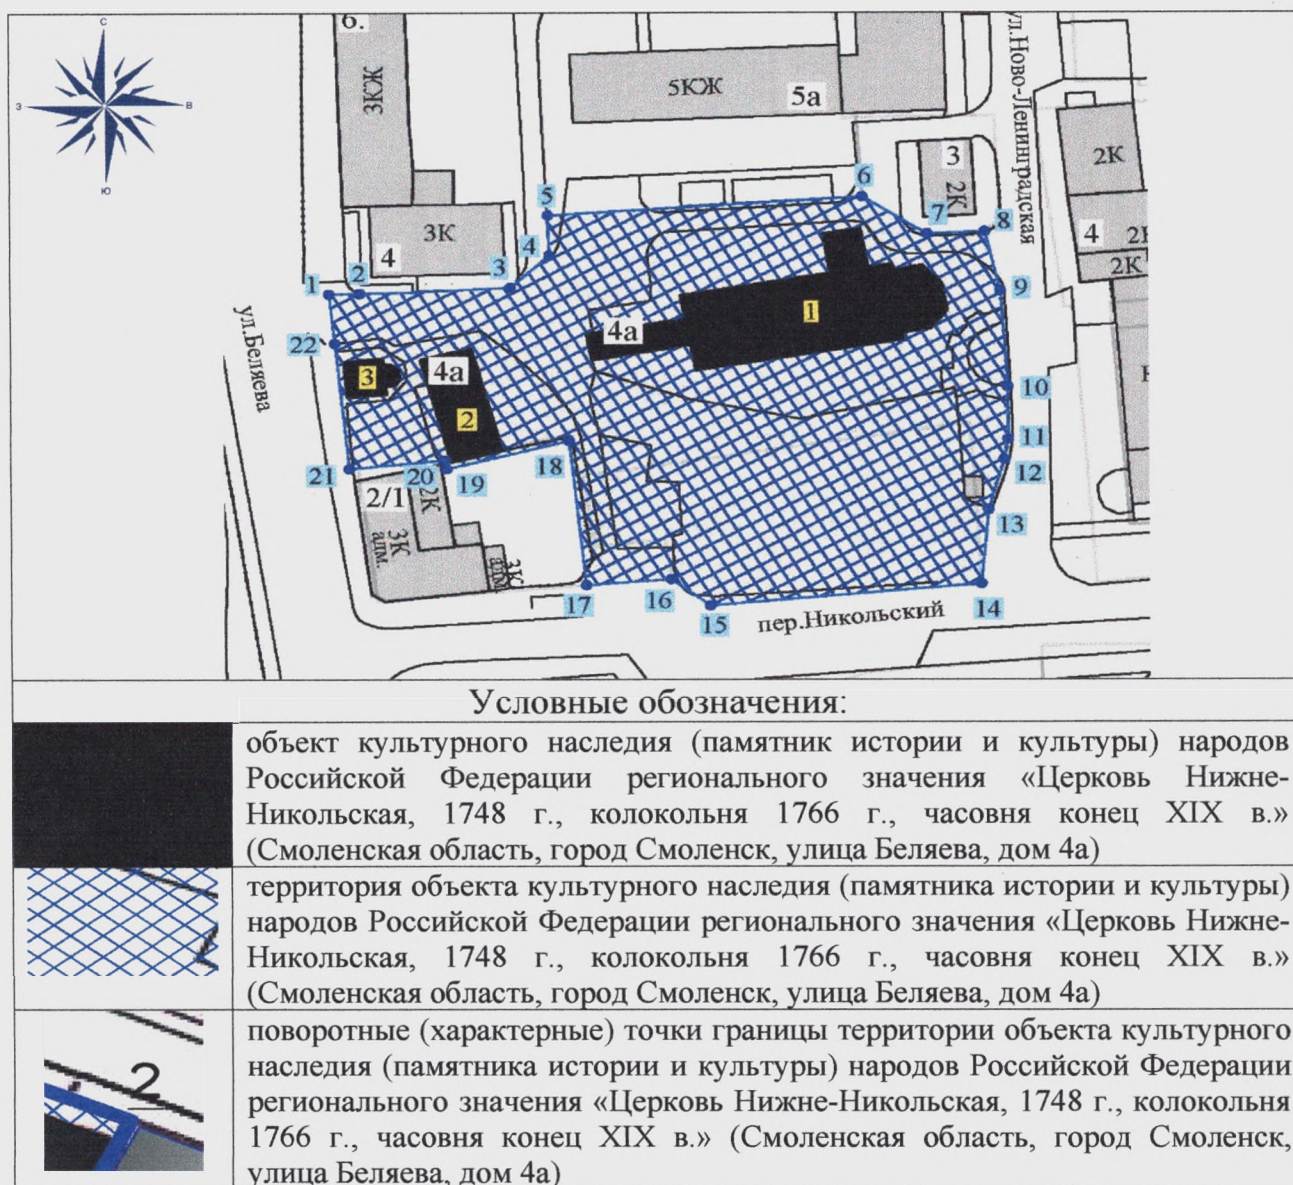 С
З
В
Ю
6.
3КЖ
5КЖ
5а
3
2К
ул.Ново-Ленинградская
2К
4
2К
3К
4
1
2
3
4
5
6
7
8
9
10
11
12
13
14
15
16
17
18
19
20
21
22
4а
1
4а
2
3
ул.Беляева
2/1
2К
3К
адм.
3К
адм.
пер.Никольский
Условные обозначения:
объект культурного наследия (памятник истории и культуры) народов
Российской Федерации регионального значения «Церковь Нижне-
Никольская, 1748 г., колокольня 1766 г., часовня конец XIX в.»
(Смоленская область, город Смоленск, улица Беляева, дом 4а)
территория объекта культурного наследия (памятника истории и культуры)
народов Российской Федерации регионального значения «Церковь Нижне-
Никольская, 1748 г., колокольня 1766 г., часовня конец XIX в.»
(Смоленская область, город Смоленск, улица Беляева, дом 4а)
2
поворотные (характерные) точки границы территории объекта культурного
наследия (памятника истории и культуры) народов Российской Федерации
регионального значения «Церковь Нижне-Никольская, 1748 г., колокольня
1766 г., часовня конец XIX в.» (Смоленская область, город Смоленск,
улица Беляева, дом 4а)